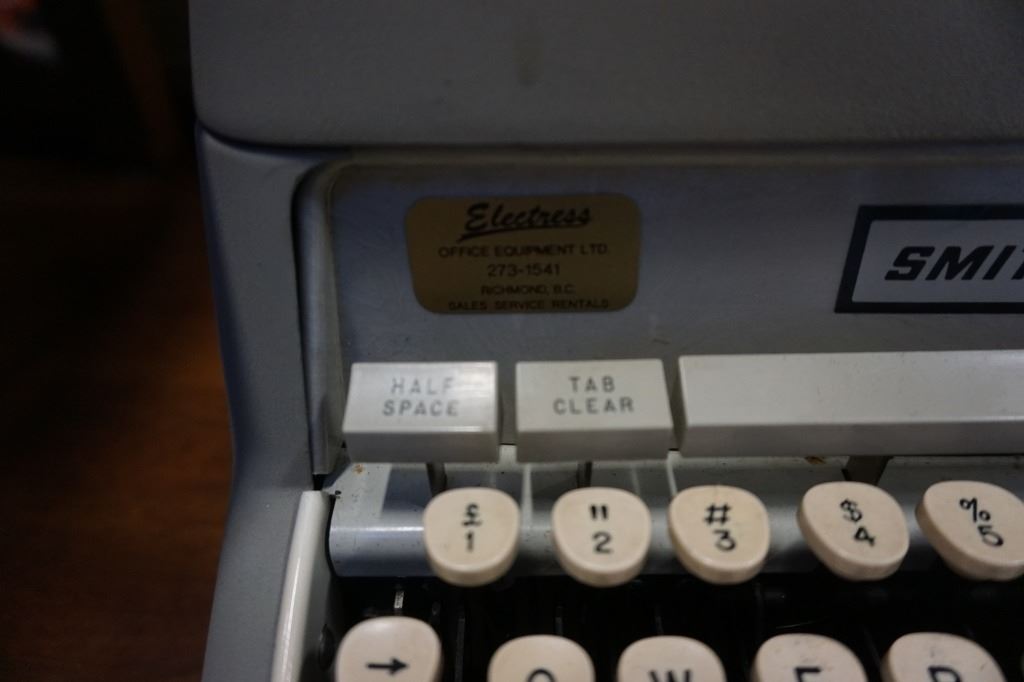 Electress
OFFICE EQUIPMENT LTD.
273-1541
RICHMOND, B.C.
SALES SERVICE RENTALS
SMI
HALF
SPACE
TAB
CLEAR
£
1
"
2
#
3
$
4
%
5
→
W